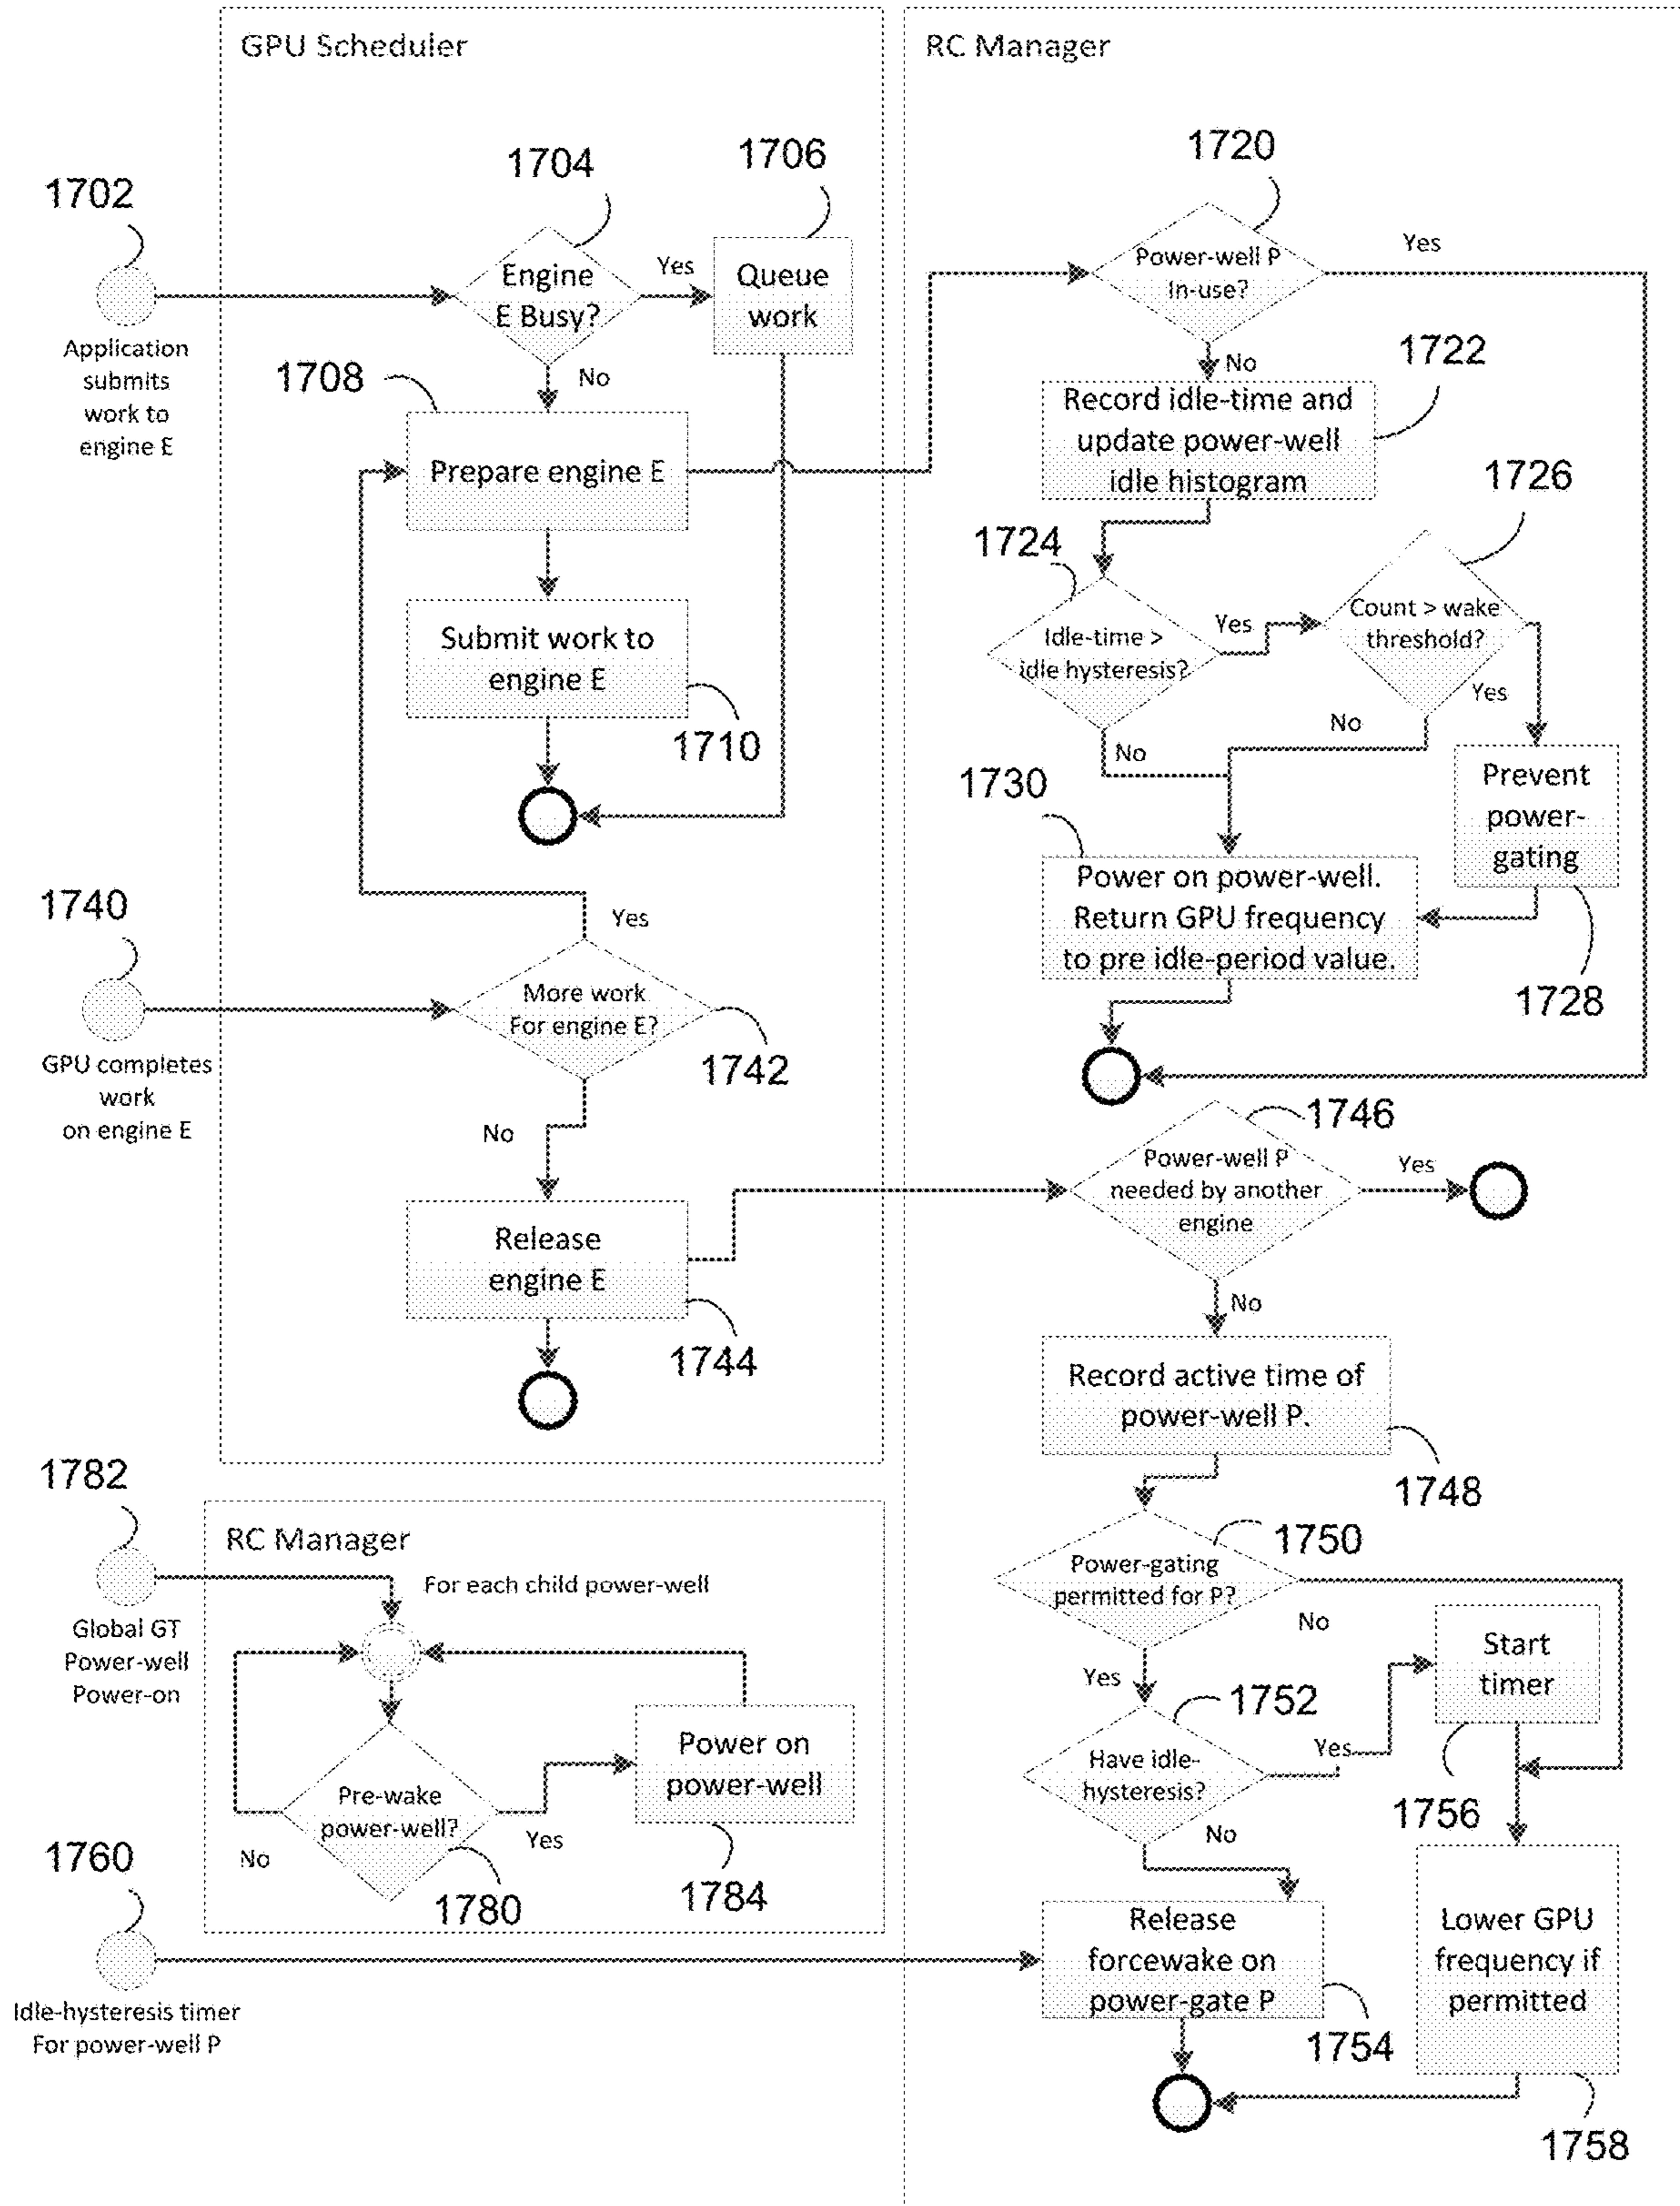 GPU Scheduler
RC Manager
1702
Application
submits
work to
engine E
1704
Engine
E Busy?
Yes
No
1706
Queue
work
1708
Prepare engine E
Submit work to
engine E
1710
1720
Power-well P
In-use?
Yes
No
1722
Record idle-time and
update power-well
idle histogram
1724
Idle-time >
idle hysteresis?
Yes
No
1726
Count > wake
threshold?
Yes
No
Prevent
power-
gating
1728
1730
Power on power-well.
Return GPU frequency
to pre idle-period value.
1740
GPU completes
work
on engine E
Yes
More work
For engine E?
1742
No
Release
engine E
1744
1746
Power-well P
needed by another
engine
Yes
No
Record active time of
power-well P.
1748
1750
Power-gating
permitted for P?
No
Yes
1752
Have idle-
hysteresis?
Yes
No
Start
timer
1756
Release
forcewake on
power-gate P
1754
Lower GPU
frequency if
permitted
1758
1782
Global GT
Power-well
Power-on
RC Manager
For each child power-well
Pre-wake
power-well?
No
Yes
1780
Power on
power-well
1784
1760
Idle-hysteresis timer
For power-well P